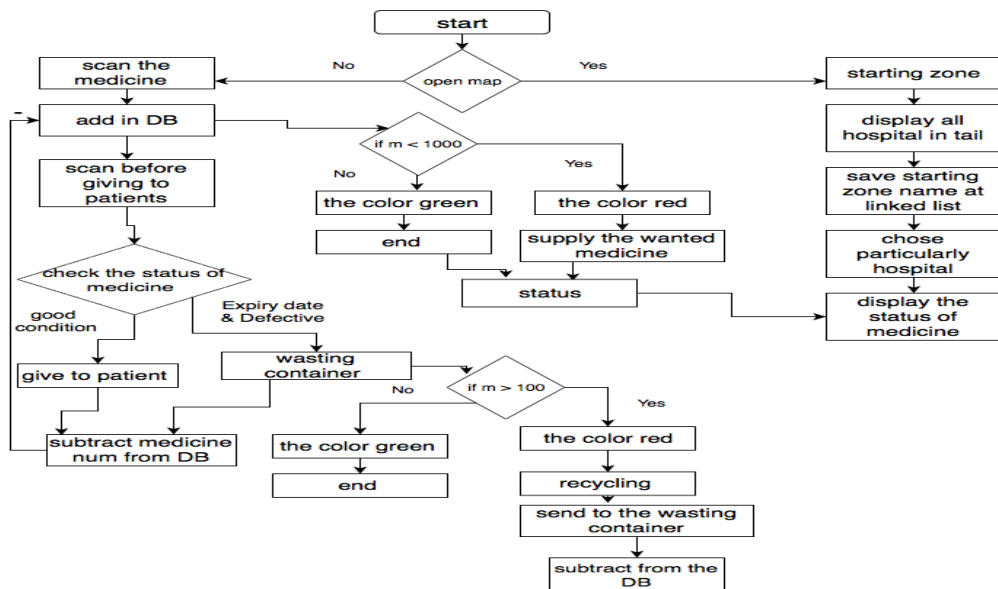 start
open map
No
Yes
scan the
medicine
add in DB
-
scan before
giving to
patients
check the status of
medicine
good
condition
Expiry date
& Defective
give to patient
wasting
container
subtract medicine
num from DB
if m < 1000
No
Yes
the color green
end
the color red
supply the wanted
medicine
status
if m > 100
No
Yes
the color green
end
the color red
recycling
send to the wasting
container
subtract from the
DB
starting zone
display all
hospital in tail
save starting
zone name at
linked list
chose
particularly
hospital
display the
status of
medicine